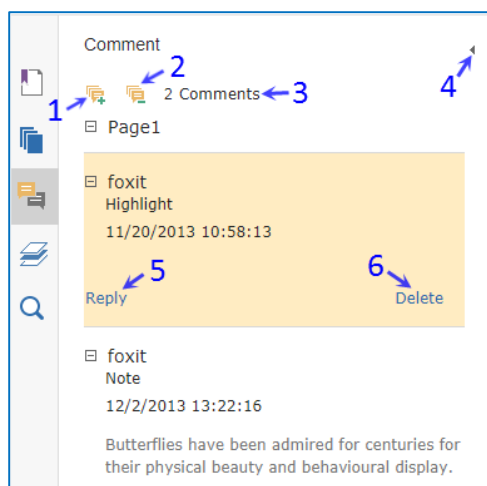 Comment
2
1
2 Comments
3
4
Page1
foxit
Highlight
11/20/2013 10:58:13
5
6
Reply
Delete
foxit
Note
12/2/2013 13:22:16
Butterflies have been admired for centuries for
their physical beauty and behavioural display.